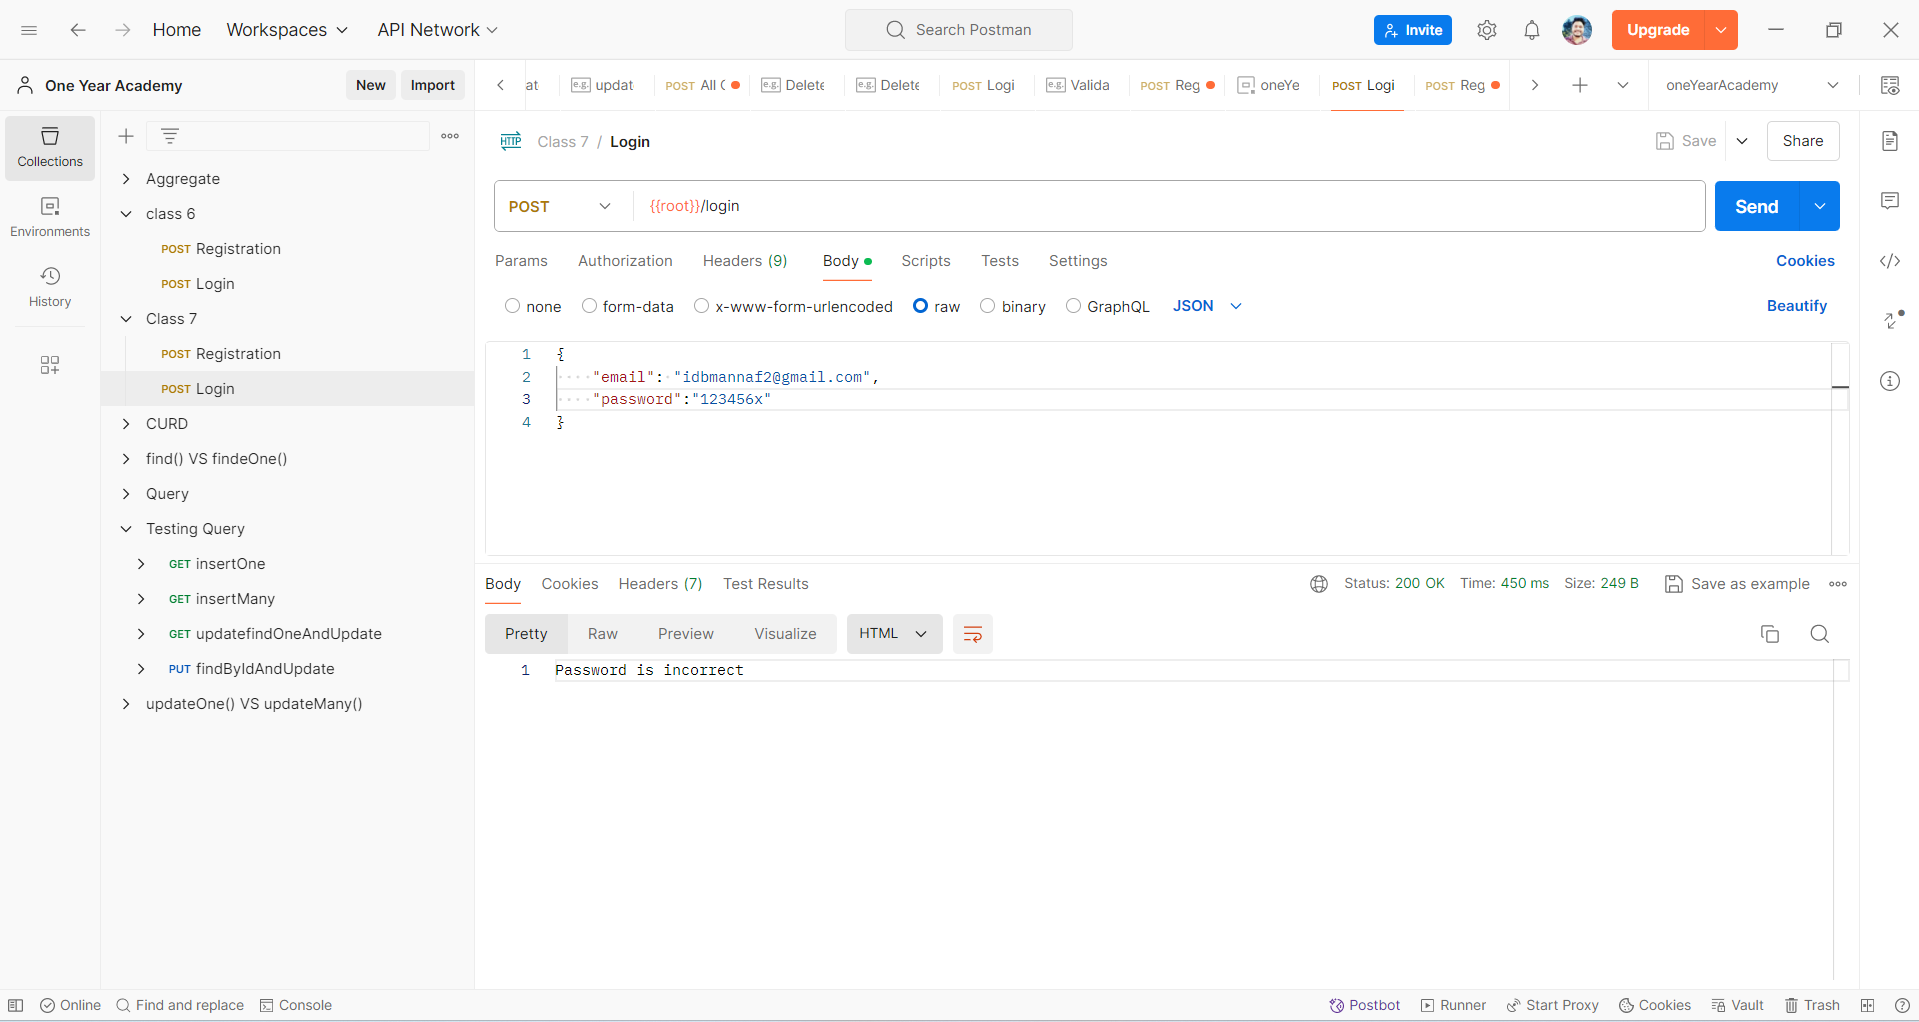 Home
Workspaces
API Network
Search Postman
Invite
Upgrade
One Year Academy
New
Import
at
e.g. updat
POST All
e.g. Delete
e.g. Delete
POST Logi
e.g. Valida
POST Reg
oneYe
POST Logi
POST Reg
oneYearAcademy
Collections
Environments
History
Aggregate
class 6
POST Registration
POST Login
Class 7
POST Registration
POST Login
CURD
find() VS findeOne()
Query
Testing Query
GET insertOne
GET insertMany
GET updatefindOneAndUpdate
PUT findByIdAndUpdate
updateOne() VS updateMany()
HTTP Class 7 / Login
Save
Share
POST
{{root}}/login
Send
Params
Authorization
Headers (9)
Body
Scripts
Tests
Settings
Cookies
none
form-data
x-www-form-urlencoded
raw
binary
GraphQL
JSON
Beautify
1 {
2 ····"email":·"idbmannaf2@gmail.com",
3 ····"password":"123456x"
4 }
Body
Cookies
Headers (7)
Test Results
Status: 200 OK
Time: 450 ms
Size: 249 B
Save as example
Pretty
Raw
Preview
Visualize
HTML
1 Password is incorrect
Online
Find and replace
Console
Postbot
Runner
Start Proxy
Cookies
Vault
Trash